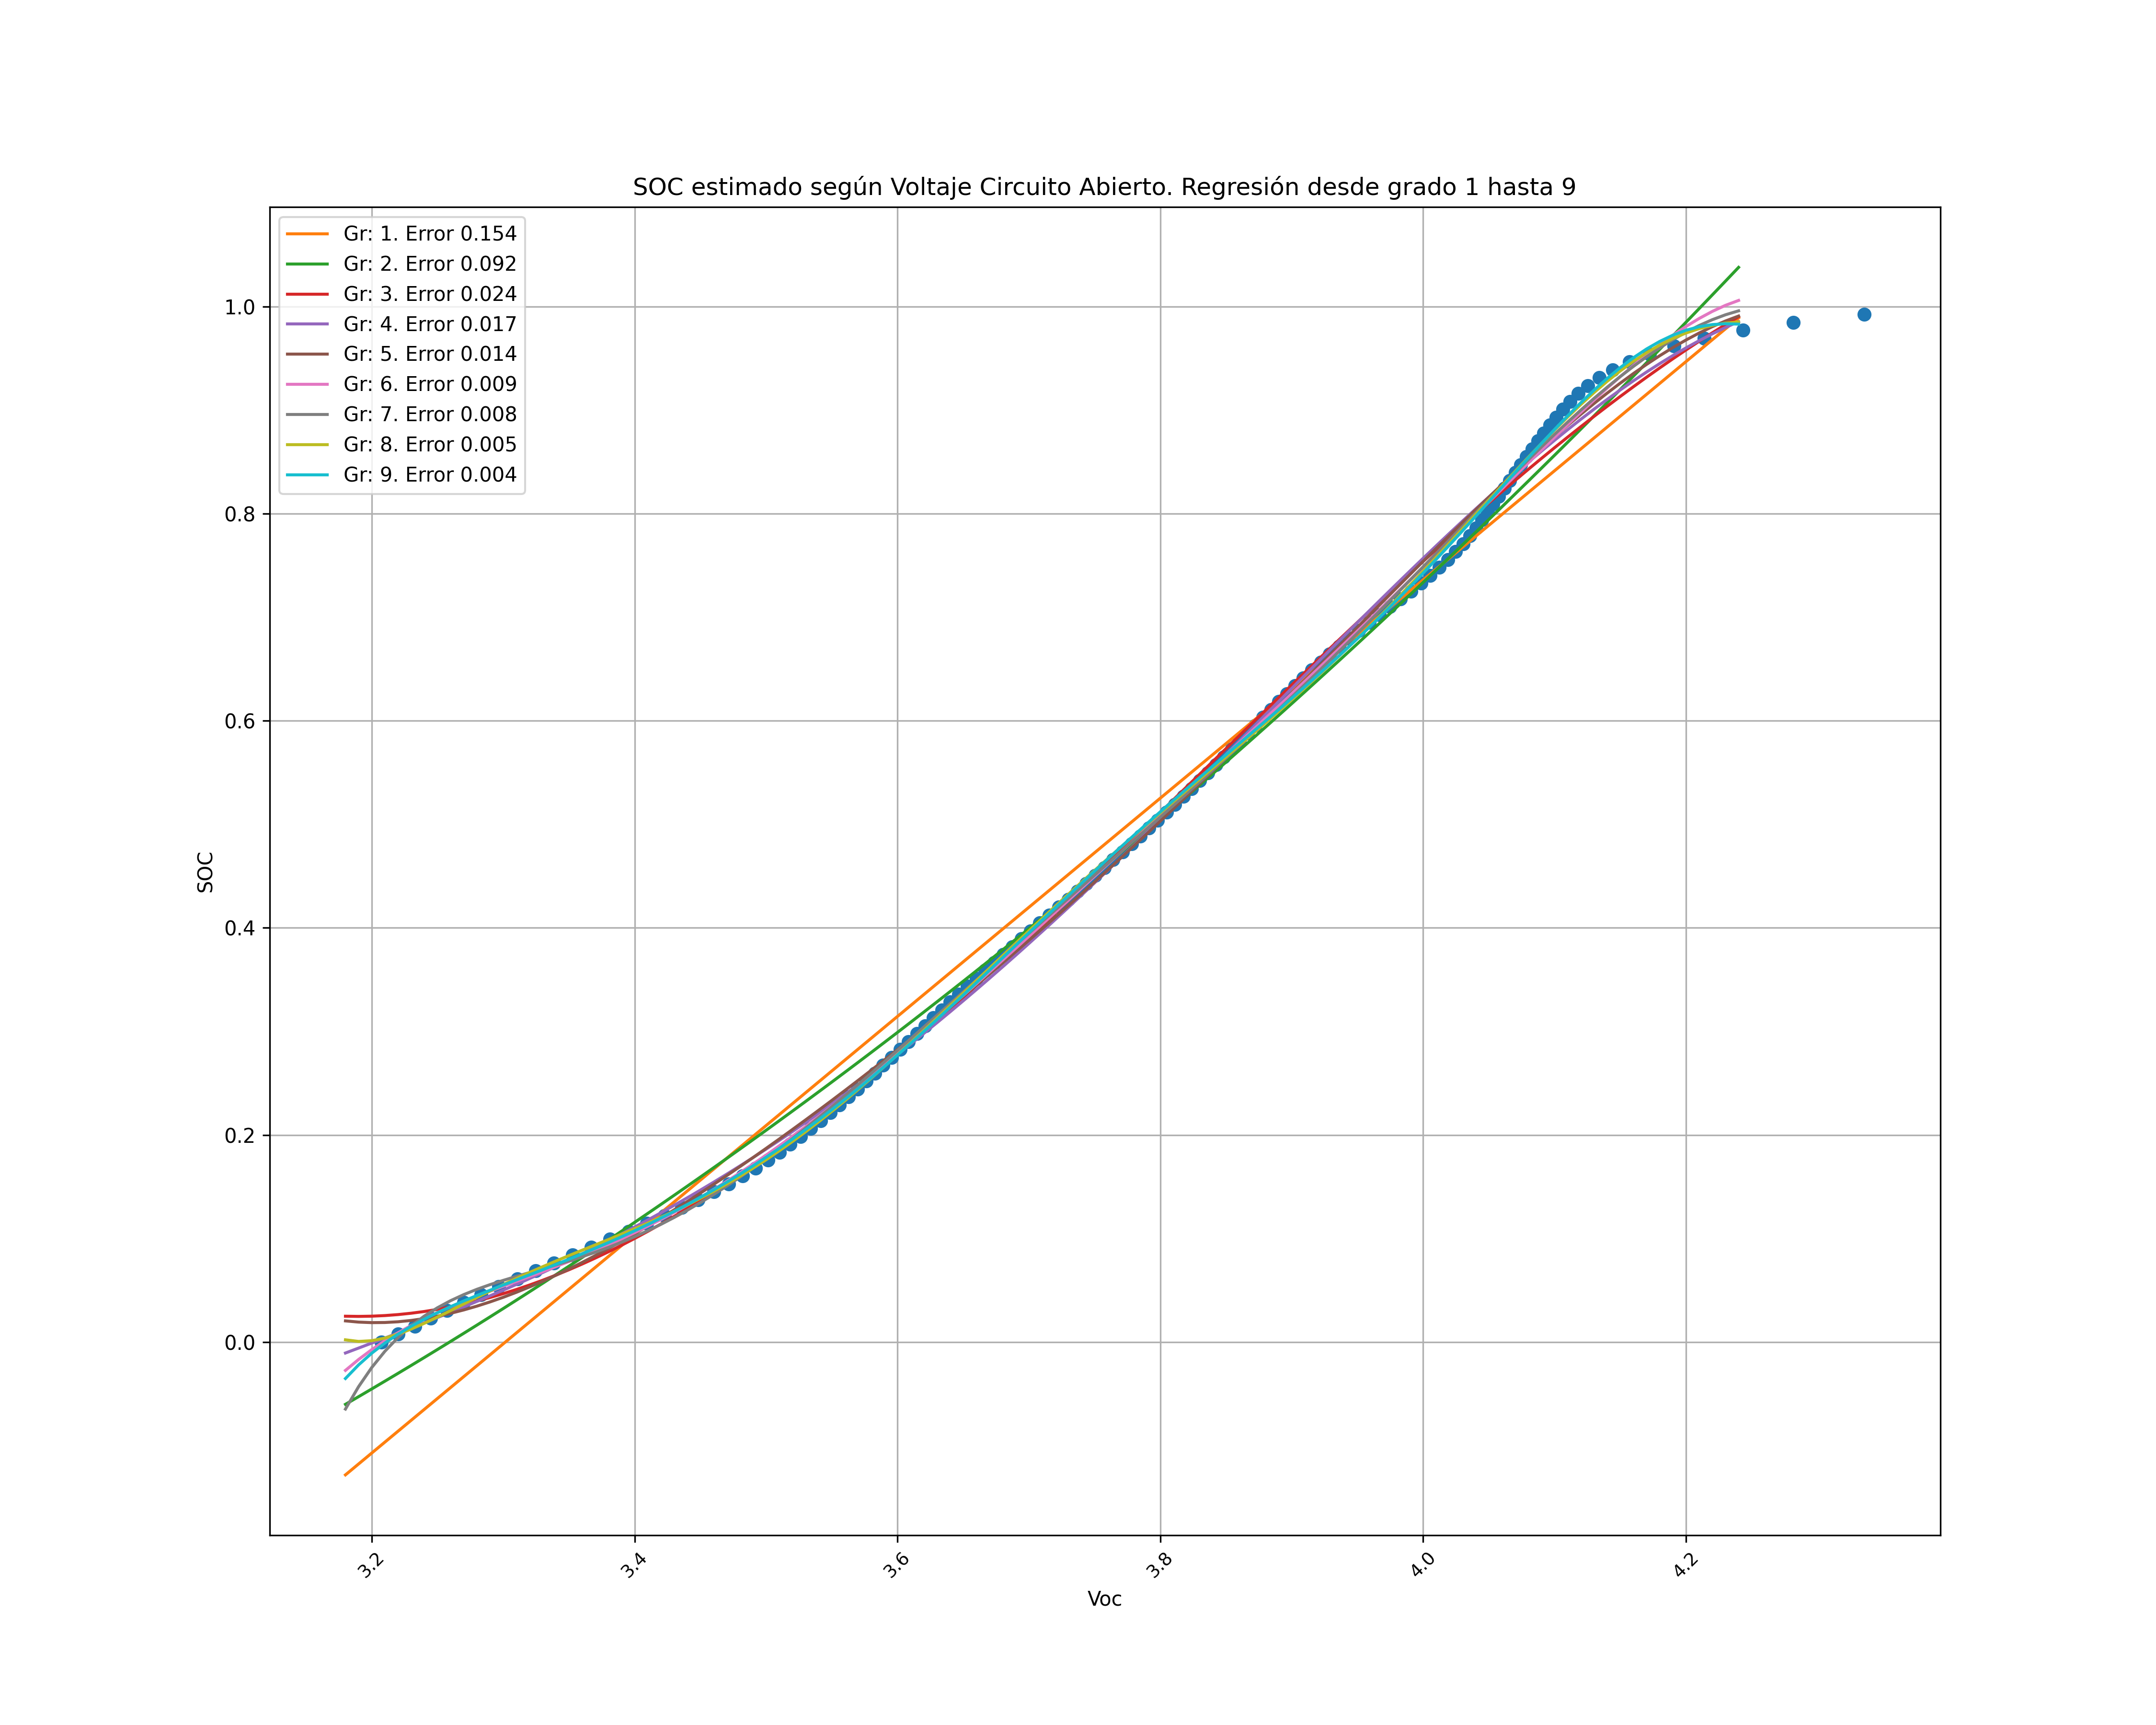 SOC estimado según Voltaje Circuito Abierto. Regresión desde grado 1 hasta 9
Gr: 1. Error 0.154
Gr: 2. Error 0.092
Gr: 3. Error 0.024
Gr: 4. Error 0.017
Gr: 5. Error 0.014
Gr: 6. Error 0.009
Gr: 7. Error 0.008
Gr: 8. Error 0.005
Gr: 9. Error 0.004
1.0
0.8
0.6
0.4
0.2
0.0
SOC
3.2 3.4 3.6 3.8 4.0 4.2
Voc